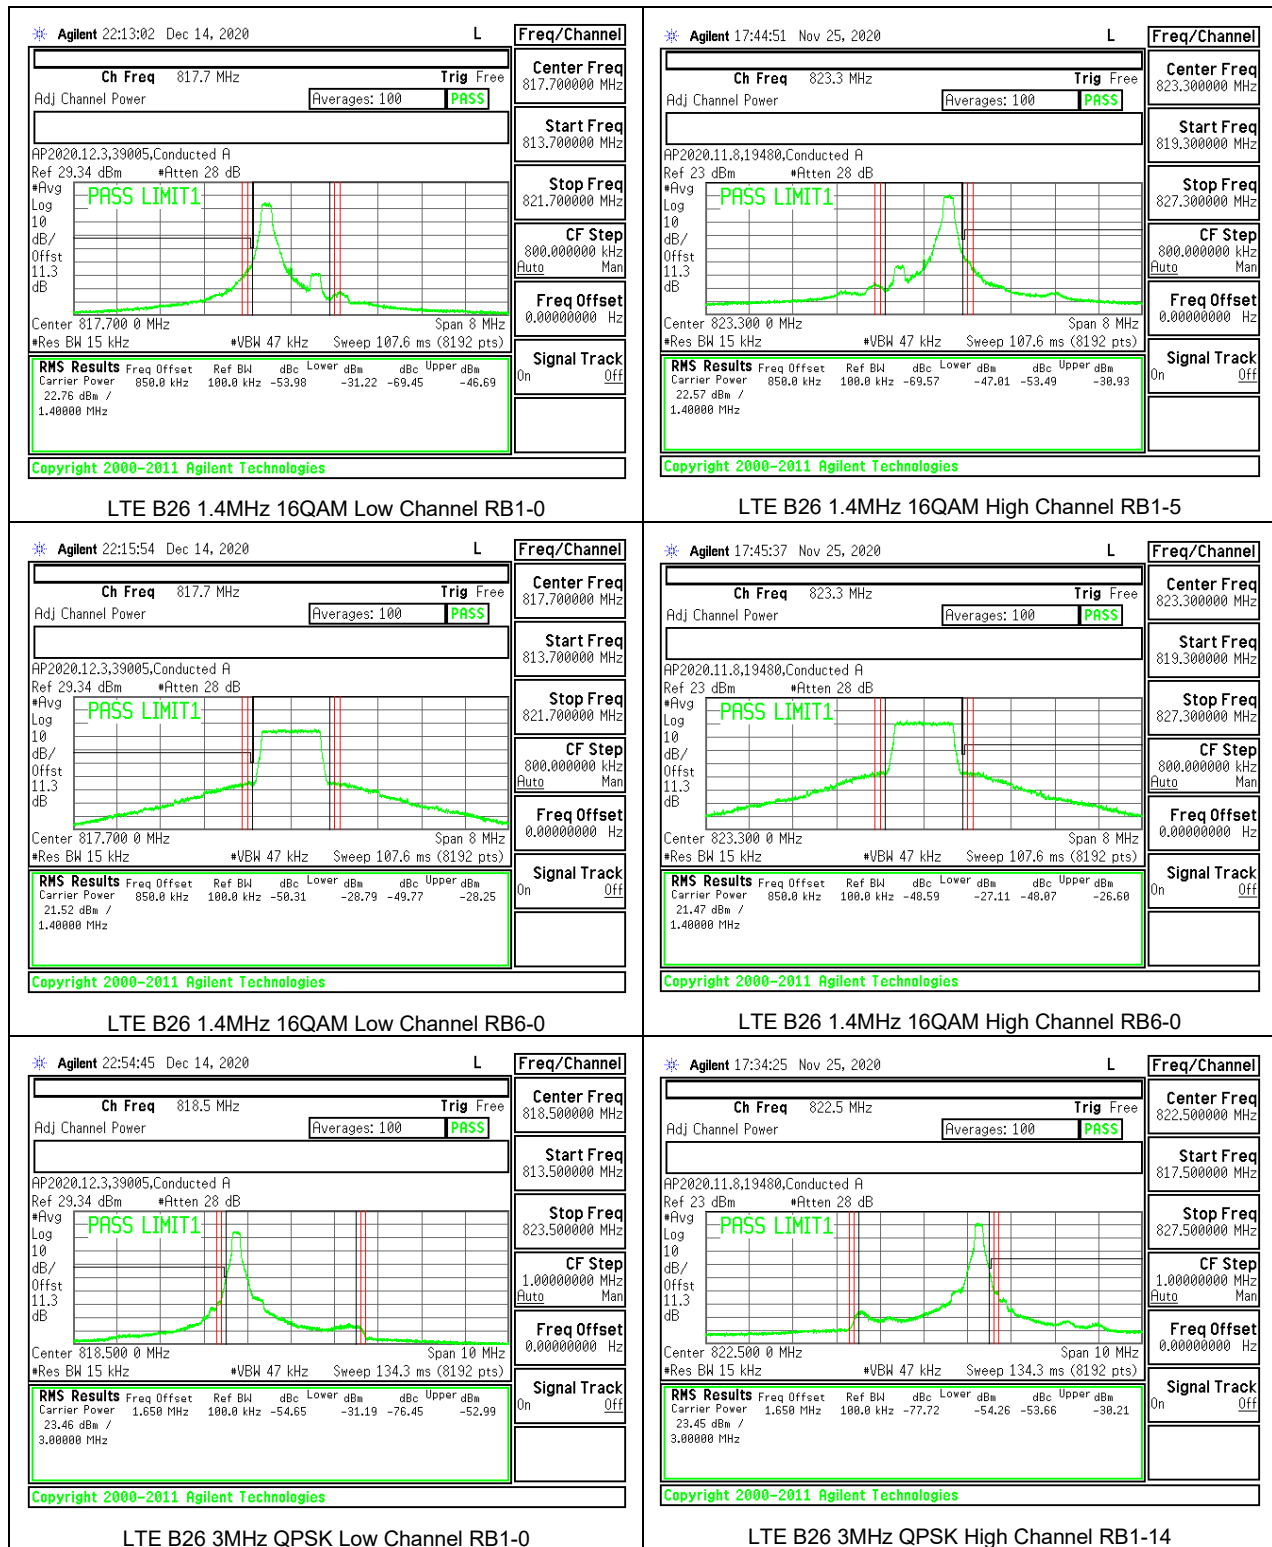 Agilent 22:13:02 Dec 14, 2020 L Freq/Channel
Ch Freq 817.7 MHz Trig Free
Adj Channel Power Averages: 100 PASS
Center Freq
817.700000 MHz
Start Freq
813.700000 MHz
AP2020.12.3,39005,Conducted A
Ref 29.34 dBm #Atten 28 dB
#Avg
Log
10
dB/
Offst
11.3
dB
PASS LIMIT1
Stop Freq
821.700000 MHz
CF Step
800.000000 kHz
Auto Man
Freq Offset
0.00000000 Hz
Center 817.700 0 MHz Span 8 MHz
#Res BW 15 kHz #VBW 47 kHz Sweep 107.6 ms (8192 pts)
Signal Track
On Off
RMS Results Freq Offset Ref BW dBc Lower dBm dBc Upper dBm
Carrier Power 850.0 kHz 100.0 kHz -53.98 -31.22 -69.45 -46.69
22.76 dBm /
1.40000 MHz
Copyright 2000-2011 Agilent Technologies
LTE B26 1.4MHz 16QAM Low Channel RB1-0
Agilent 17:44:51 Nov 25, 2020 L Freq/Channel
Ch Freq 823.3 MHz Trig Free
Adj Channel Power Averages: 100 PASS
Center Freq
823.300000 MHz
Start Freq
819.300000 MHz
AP2020.11.8,19480,Conducted A
Ref 23 dBm #Atten 28 dB
#Avg
Log
10
dB/
Offst
11.3
dB
PASS LIMIT1
Stop Freq
827.300000 MHz
CF Step
800.000000 kHz
Auto Man
Freq Offset
0.00000000 Hz
Center 823.300 0 MHz Span 8 MHz
#Res BW 15 kHz #VBW 47 kHz Sweep 107.6 ms (8192 pts)
Signal Track
On Off
RMS Results Freq Offset Ref BW dBc Lower dBm dBc Upper dBm
Carrier Power 850.0 kHz 100.0 kHz -69.57 -47.01 -53.49 -30.93
22.57 dBm /
1.40000 MHz
Copyright 2000-2011 Agilent Technologies
LTE B26 1.4MHz 16QAM High Channel RB1-5
Agilent 22:15:54 Dec 14, 2020 L Freq/Channel
Ch Freq 817.7 MHz Trig Free
Adj Channel Power Averages: 100 PASS
Center Freq
817.700000 MHz
Start Freq
813.700000 MHz
AP2020.12.3,39005,Conducted A
Ref 29.34 dBm #Atten 28 dB
#Avg
Log
10
dB/
Offst
11.3
dB
PASS LIMIT1
Stop Freq
821.700000 MHz
CF Step
800.000000 kHz
Auto Man
Freq Offset
0.00000000 Hz
Center 817.700 0 MHz Span 8 MHz
#Res BW 15 kHz #VBW 47 kHz Sweep 107.6 ms (8192 pts)
Signal Track
On Off
RMS Results Freq Offset Ref BW dBc Lower dBm dBc Upper dBm
Carrier Power 850.0 kHz 100.0 kHz -50.31 -28.79 -49.77 -28.25
21.52 dBm /
1.40000 MHz
Copyright 2000-2011 Agilent Technologies
LTE B26 1.4MHz 16QAM Low Channel RB6-0
Agilent 17:45:37 Nov 25, 2020 L Freq/Channel
Ch Freq 823.3 MHz Trig Free
Adj Channel Power Averages: 100 PASS
Center Freq
823.300000 MHz
Start Freq
819.300000 MHz
AP2020.11.8,19480,Conducted A
Ref 23 dBm #Atten 28 dB
#Avg
Log
10
dB/
Offst
11.3
dB
PASS LIMIT1
Stop Freq
827.300000 MHz
CF Step
800.000000 kHz
Auto Man
Freq Offset
0.00000000 Hz
Center 823.300 0 MHz Span 8 MHz
#Res BW 15 kHz #VBW 47 kHz Sweep 107.6 ms (8192 pts)
Signal Track
On Off
RMS Results Freq Offset Ref BW dBc Lower dBm dBc Upper dBm
Carrier Power 850.0 kHz 100.0 kHz -48.59 -27.11 -48.07 -26.60
21.47 dBm /
1.40000 MHz
Copyright 2000-2011 Agilent Technologies
LTE B26 1.4MHz 16QAM High Channel RB6-0
Agilent 22:54:45 Dec 14, 2020 L Freq/Channel
Ch Freq 818.5 MHz Trig Free
Adj Channel Power Averages: 100 PASS
Center Freq
818.500000 MHz
Start Freq
813.500000 MHz
AP2020.12.3,39005,Conducted A
Ref 29.34 dBm #Atten 28 dB
#Avg
Log
10
dB/
Offst
11.3
dB
PASS LIMIT1
Stop Freq
823.500000 MHz
CF Step
1.00000000 MHz
Auto Man
Freq Offset
0.00000000 Hz
Center 818.500 0 MHz Span 10 MHz
#Res BW 15 kHz #VBW 47 kHz Sweep 134.3 ms (8192 pts)
Signal Track
On Off
RMS Results Freq Offset Ref BW dBc Lower dBm dBc Upper dBm
Carrier Power 1.650 MHz 100.0 kHz -54.65 -31.19 -76.45 -52.99
23.46 dBm /
3.00000 MHz
Copyright 2000-2011 Agilent Technologies
LTE B26 3MHz QPSK Low Channel RB1-0
Agilent 17:34:25 Nov 25, 2020 L Freq/Channel
Ch Freq 822.5 MHz Trig Free
Adj Channel Power Averages: 100 PASS
Center Freq
822.500000 MHz
Start Freq
817.500000 MHz
AP2020.11.8,19480,Conducted A
Ref 23 dBm #Atten 28 dB
#Avg
Log
10
dB/
Offst
11.3
dB
PASS LIMIT1
Stop Freq
827.500000 MHz
CF Step
1.00000000 MHz
Auto Man
Freq Offset
0.00000000 Hz
Center 822.500 0 MHz Span 10 MHz
#Res BW 15 kHz #VBW 47 kHz Sweep 134.3 ms (8192 pts)
Signal Track
On Off
RMS Results Freq Offset Ref BW dBc Lower dBm dBc Upper dBm
Carrier Power 1.650 MHz 100.0 kHz -77.72 -54.26 -53.66 -30.21
23.45 dBm /
3.00000 MHz
Copyright 2000-2011 Agilent Technologies
LTE B26 3MHz QPSK High Channel RB1-14